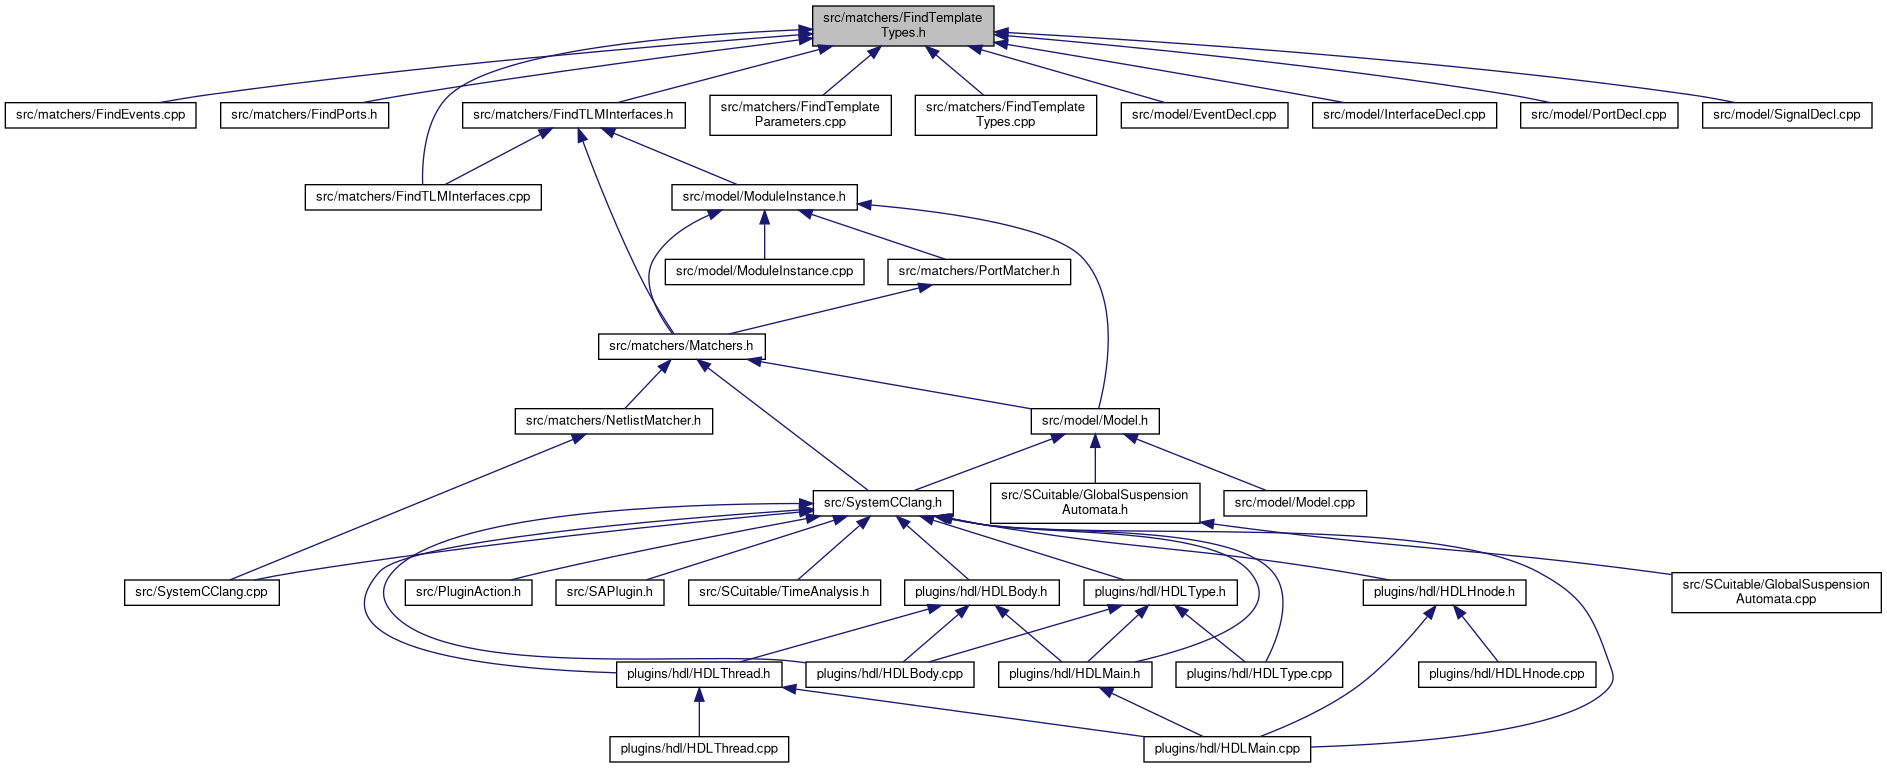 src/matchers/FindTemplate
Types.h
src/matchers/FindEvents.cpp
src/matchers/FindPorts.h
src/matchers/FindTLMInterfaces.h
src/matchers/FindTemplate
Parameters.cpp
src/matchers/FindTemplate
Types.cpp
src/model/EventDecl.cpp
src/model/InterfaceDecl.cpp
src/model/PortDecl.cpp
src/model/SignalDecl.cpp
src/matchers/FindTLMInterfaces.cpp
src/model/ModuleInstance.h
src/model/ModuleInstance.cpp
src/matchers/PortMatcher.h
src/matchers/Matchers.h
src/matchers/NetlistMatcher.h
src/model/Model.h
src/SystemCClang.h
src/SCuitable/GlobalSuspension
Automata.h
src/model/Model.cpp
src/SystemCClang.cpp
src/PluginAction.h
src/SAPlugin.h
src/SCuitable/TimeAnalysis.h
plugins/hdl/HDLBody.h
plugins/hdl/HDLType.h
plugins/hdl/HDLHnode.h
src/SCuitable/GlobalSuspension
Automata.cpp
plugins/hdl/HDLThread.h
plugins/hdl/HDLBody.cpp
plugins/hdl/HDLMain.h
plugins/hdl/HDLType.cpp
plugins/hdl/HDLHnode.cpp
plugins/hdl/HDLThread.cpp
plugins/hdl/HDLMain.cpp